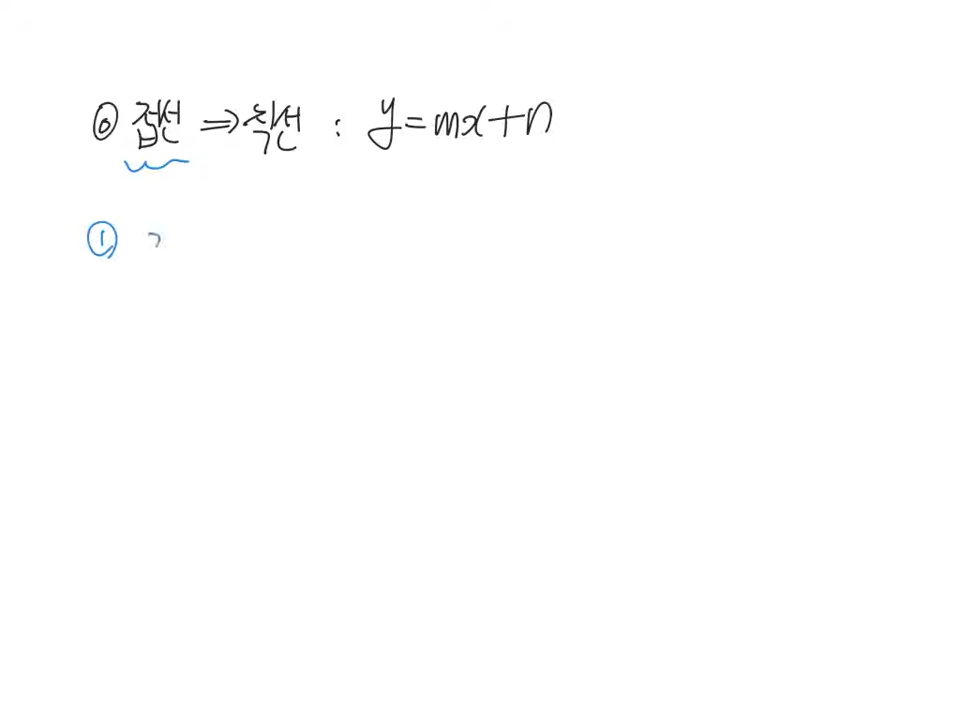 ⓪ 접선 ⇒ 직선 : y = mx + n
①